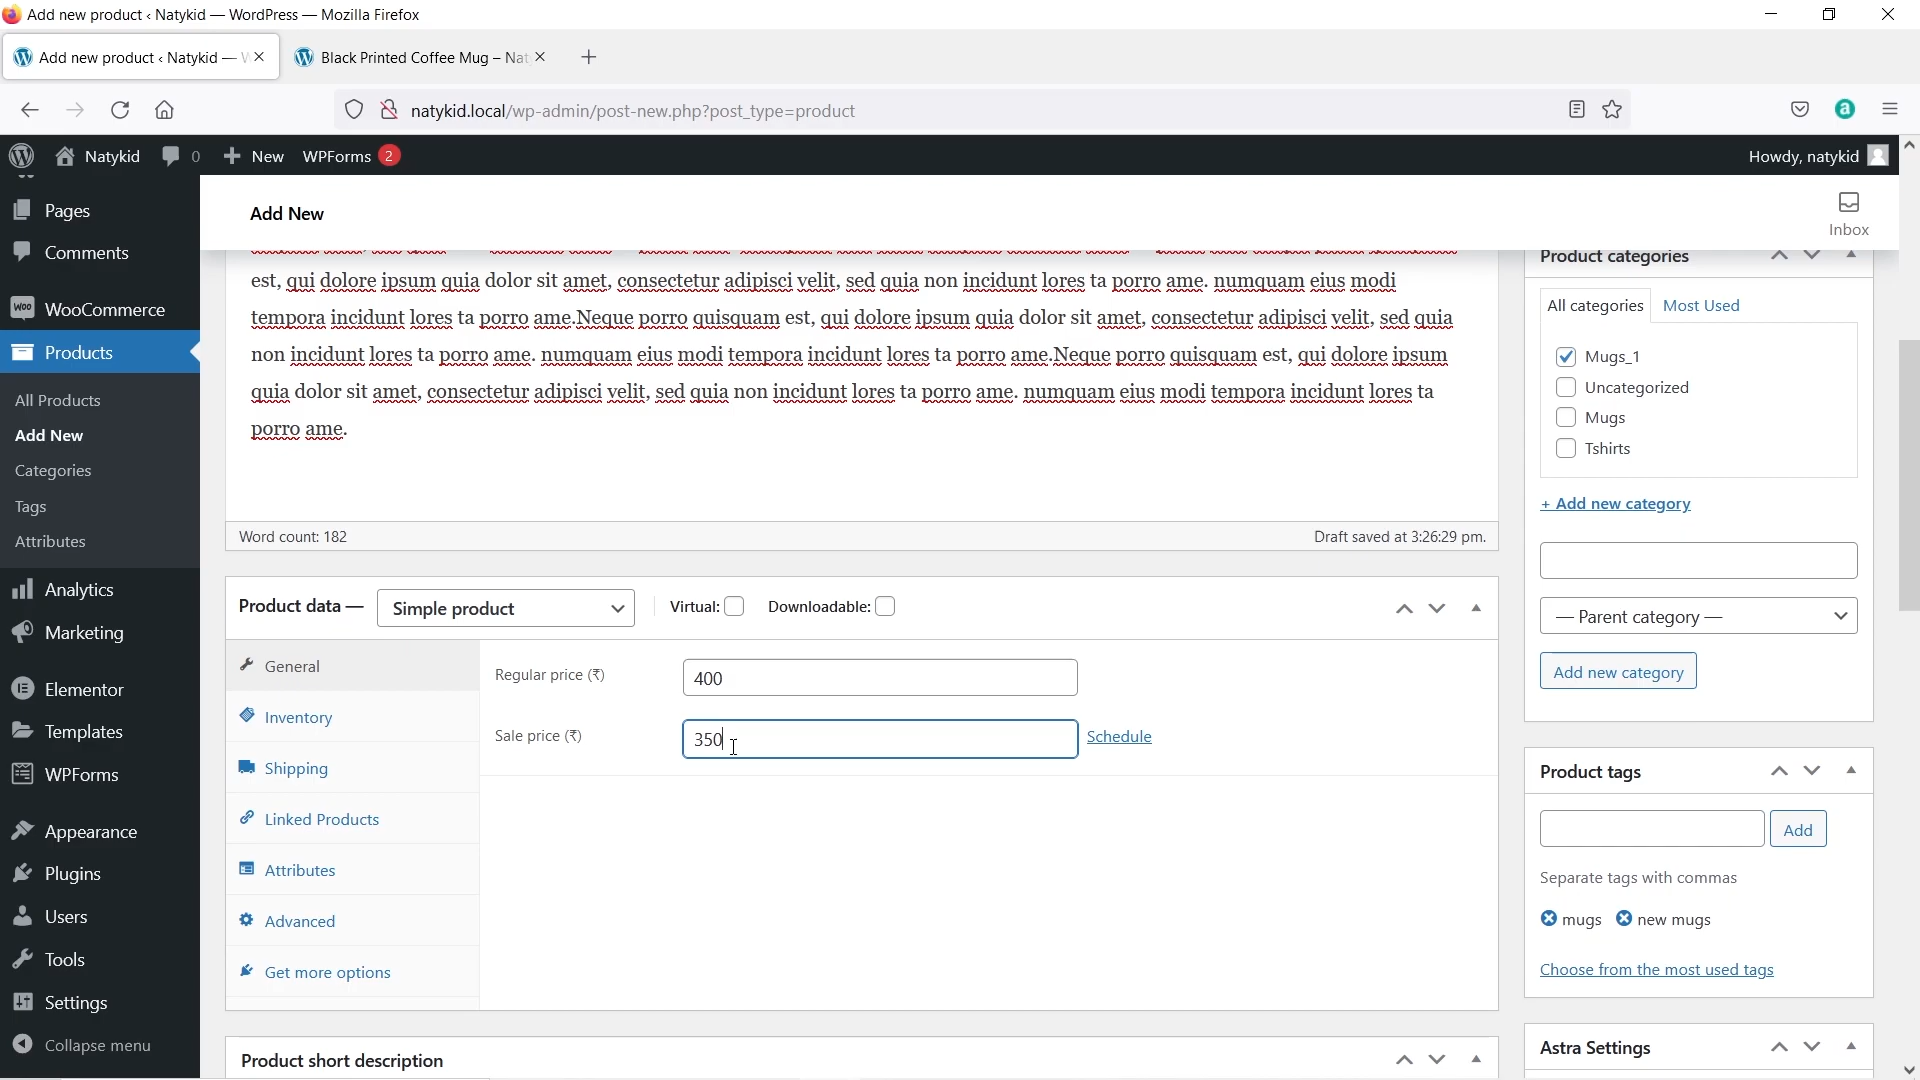 Add new product ‹ Natykid — WordPress — Mozilla Firefox
Add new product ‹ Natykid —
Black Printed Coffee Mug – Nat
natykid.local/wp-admin/post-new.php?post_type=product
Natykid
0
New
WPForms 2
Howdy, natykid
Pages
Comments
WooCommerce
Products
All Products
Add New
Categories
Tags
Attributes
Analytics
Marketing
Elementor
Templates
WPForms
Appearance
Plugins
Users
Tools
Settings
Collapse menu
Add New
Inbox
est, qui dolore ipsum quia dolor sit amet, consectetur adipisci velit, sed quia non incidunt lores ta porro ame. numquam eius modi
tempora incidunt lores ta porro ame.Neque porro quisquam est, qui dolore ipsum quia dolor sit amet, consectetur adipisci velit, sed quia
non incidunt lores ta porro ame. numquam eius modi tempora incidunt lores ta porro ame.Neque porro quisquam est, qui dolore ipsum
quia dolor sit amet, consectetur adipisci velit, sed quia non incidunt lores ta porro ame. numquam eius modi tempora incidunt lores ta
porro ame.
Word count: 182
Draft saved at 3:26:29 pm.
Product data —
Simple product
Virtual:
Downloadable:
General
Inventory
Shipping
Linked Products
Attributes
Advanced
Get more options
Regular price (₹)
400
Sale price (₹)
350
Schedule
Product short description
Product categories
All categories
Most Used
Mugs_1
Uncategorized
Mugs
Tshirts
+ Add new category
— Parent category —
Add new category
Product tags
Add
Separate tags with commas
mugs
new mugs
Choose from the most used tags
Astra Settings